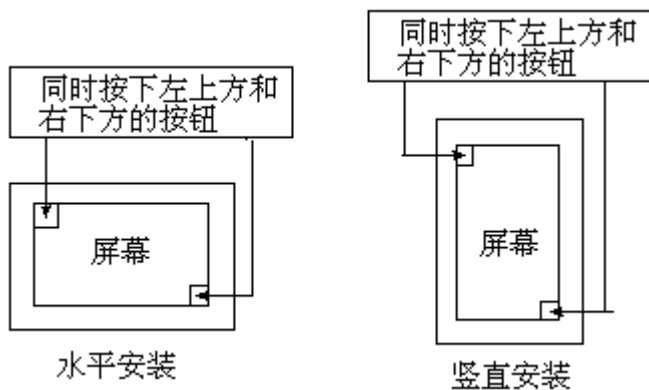 同时按下左上方和
右下方的按钮
屏幕
水平安装
同时按下左上方和
右下方的按钮
屏幕
竖直安装